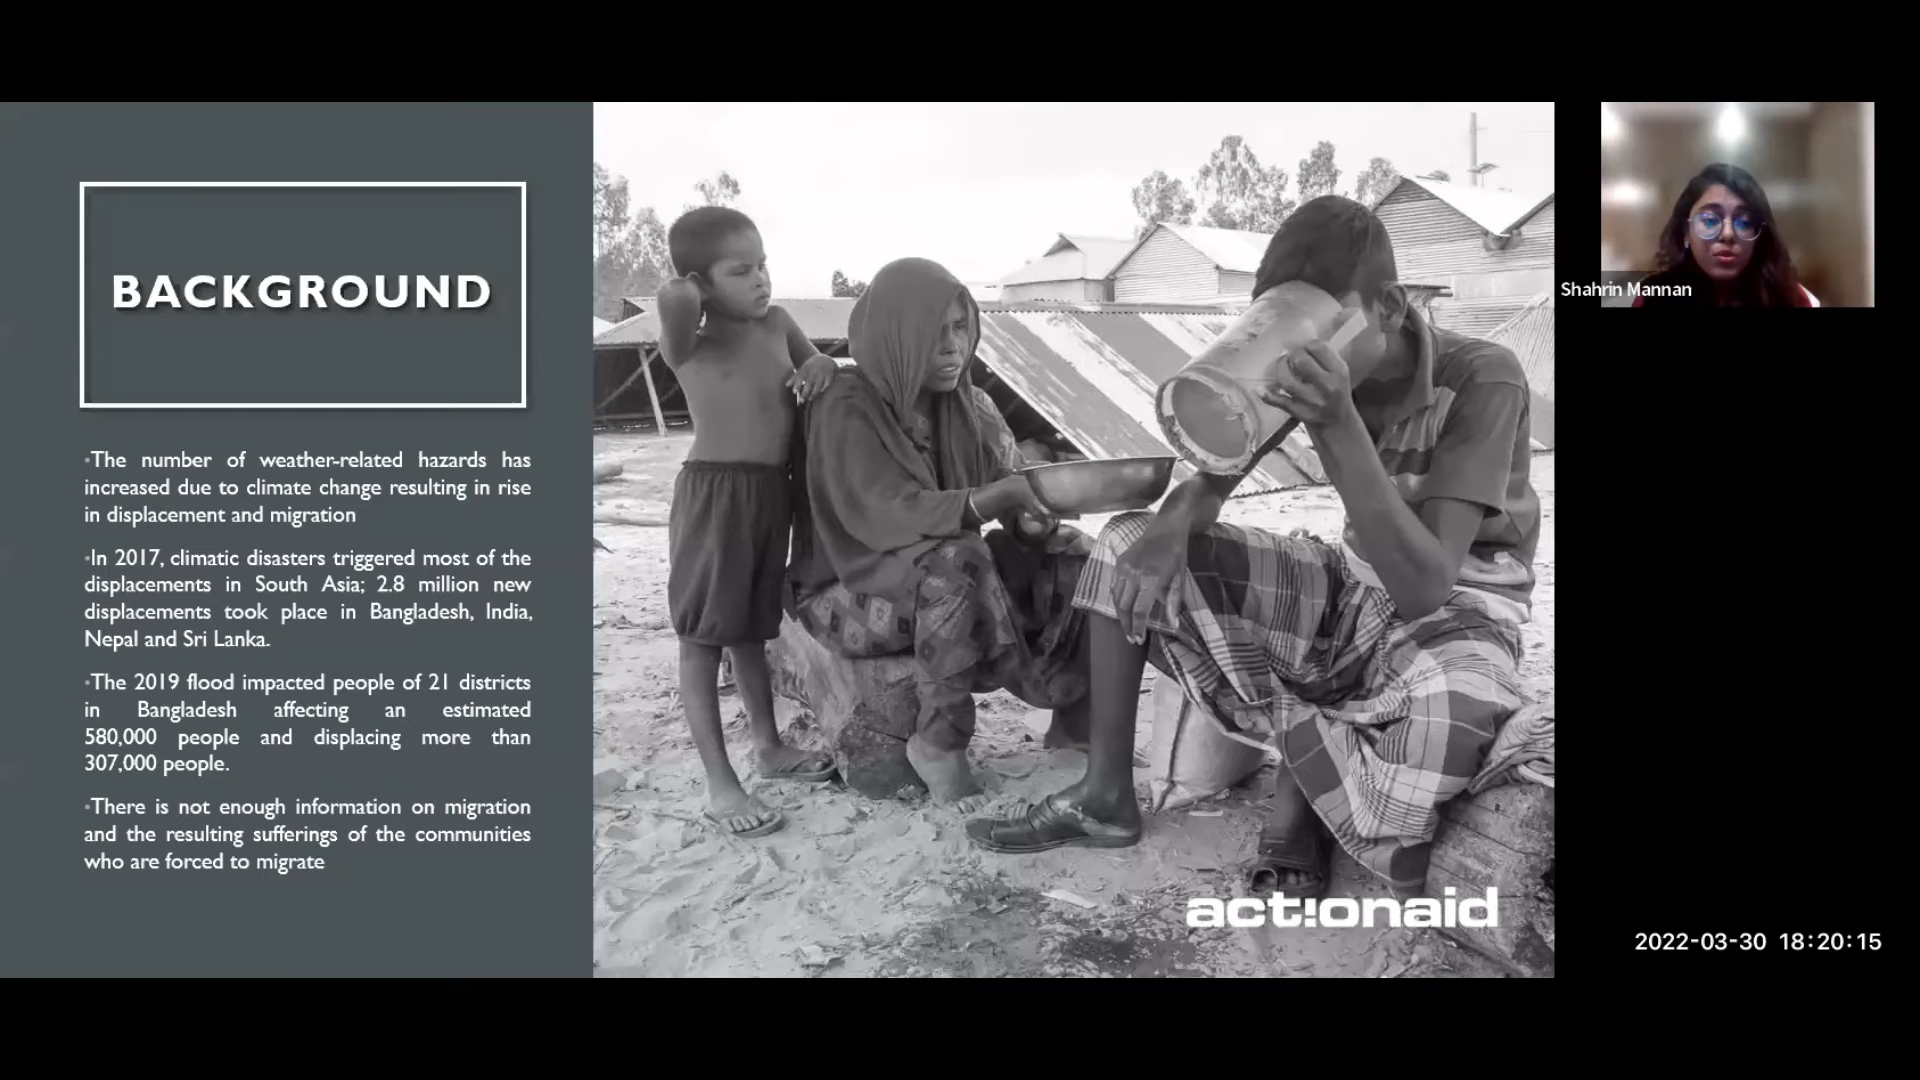 BACKGROUND
•The number of weather-related hazards has
increased due to climate change resulting in rise
in displacement and migration
•In 2017, climatic disasters triggered most of the
displacements in South Asia; 2.8 million new
displacements took place in Bangladesh, India,
Nepal and Sri Lanka.
•The 2019 flood impacted people of 21 districts
in Bangladesh affecting an estimated
580,000 people and displacing more than
307,000 people.
•There is not enough information on migration
and the resulting sufferings of the communities
who are forced to migrate
act!onaid
Shahrin Mannan
2022-03-30 18:20:15